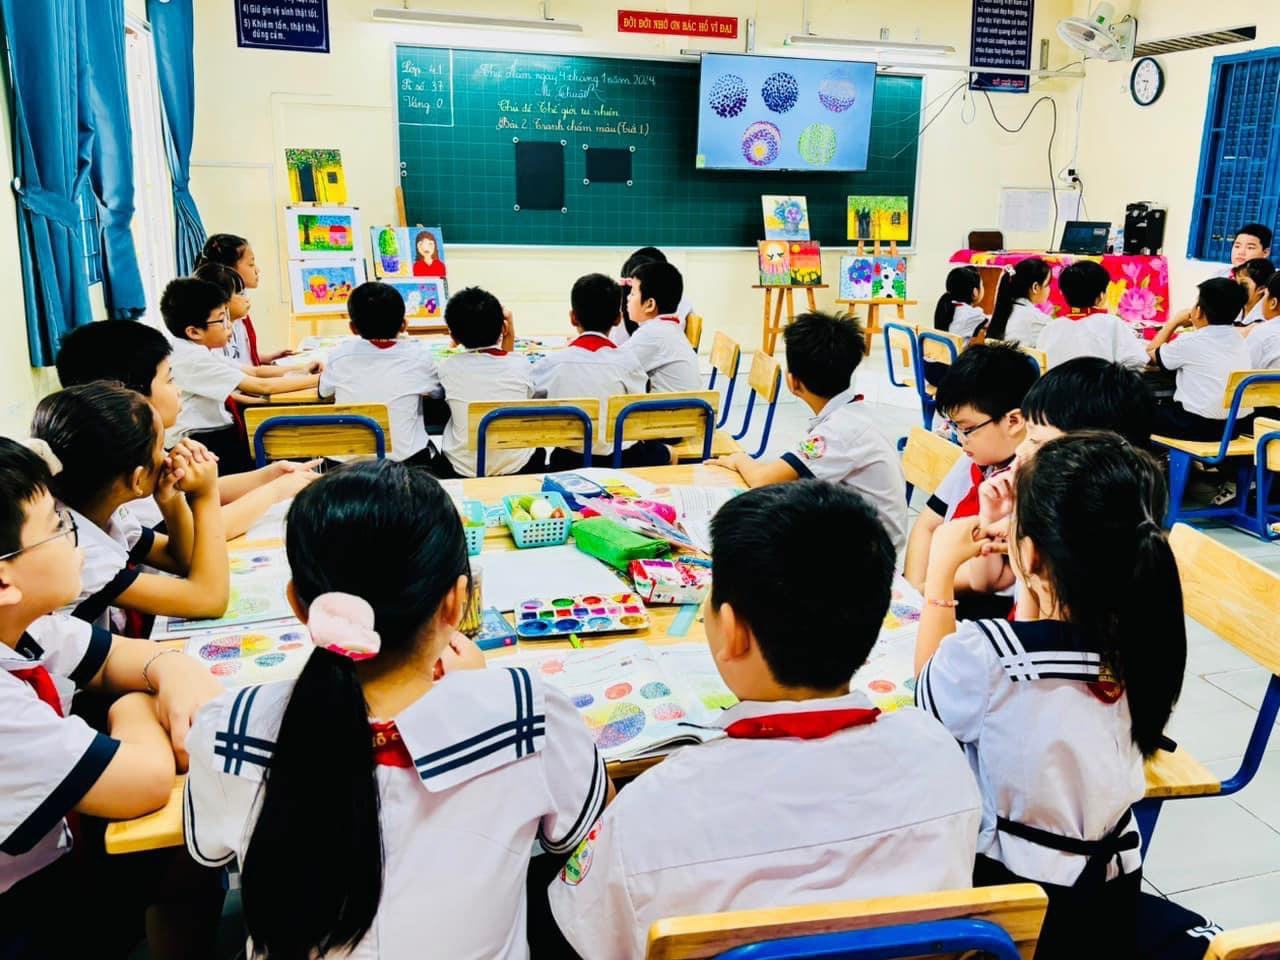 4) Giữ gìn vệ sinh thật tốt.
5) Khiêm tốn, thật thà,
dũng cảm.
ĐỜI ĐỜI NHỚ ƠN BÁC HỒ VĨ ĐẠI
Lớp 4.1
Sĩ số 37
Vắng 0
Thứ Năm ngày 4 tháng 1 năm 2024
Mĩ thuật
Chủ đề: Thế giới tự nhiên
Bài 2: Tranh chấm màu (Tiết 1)